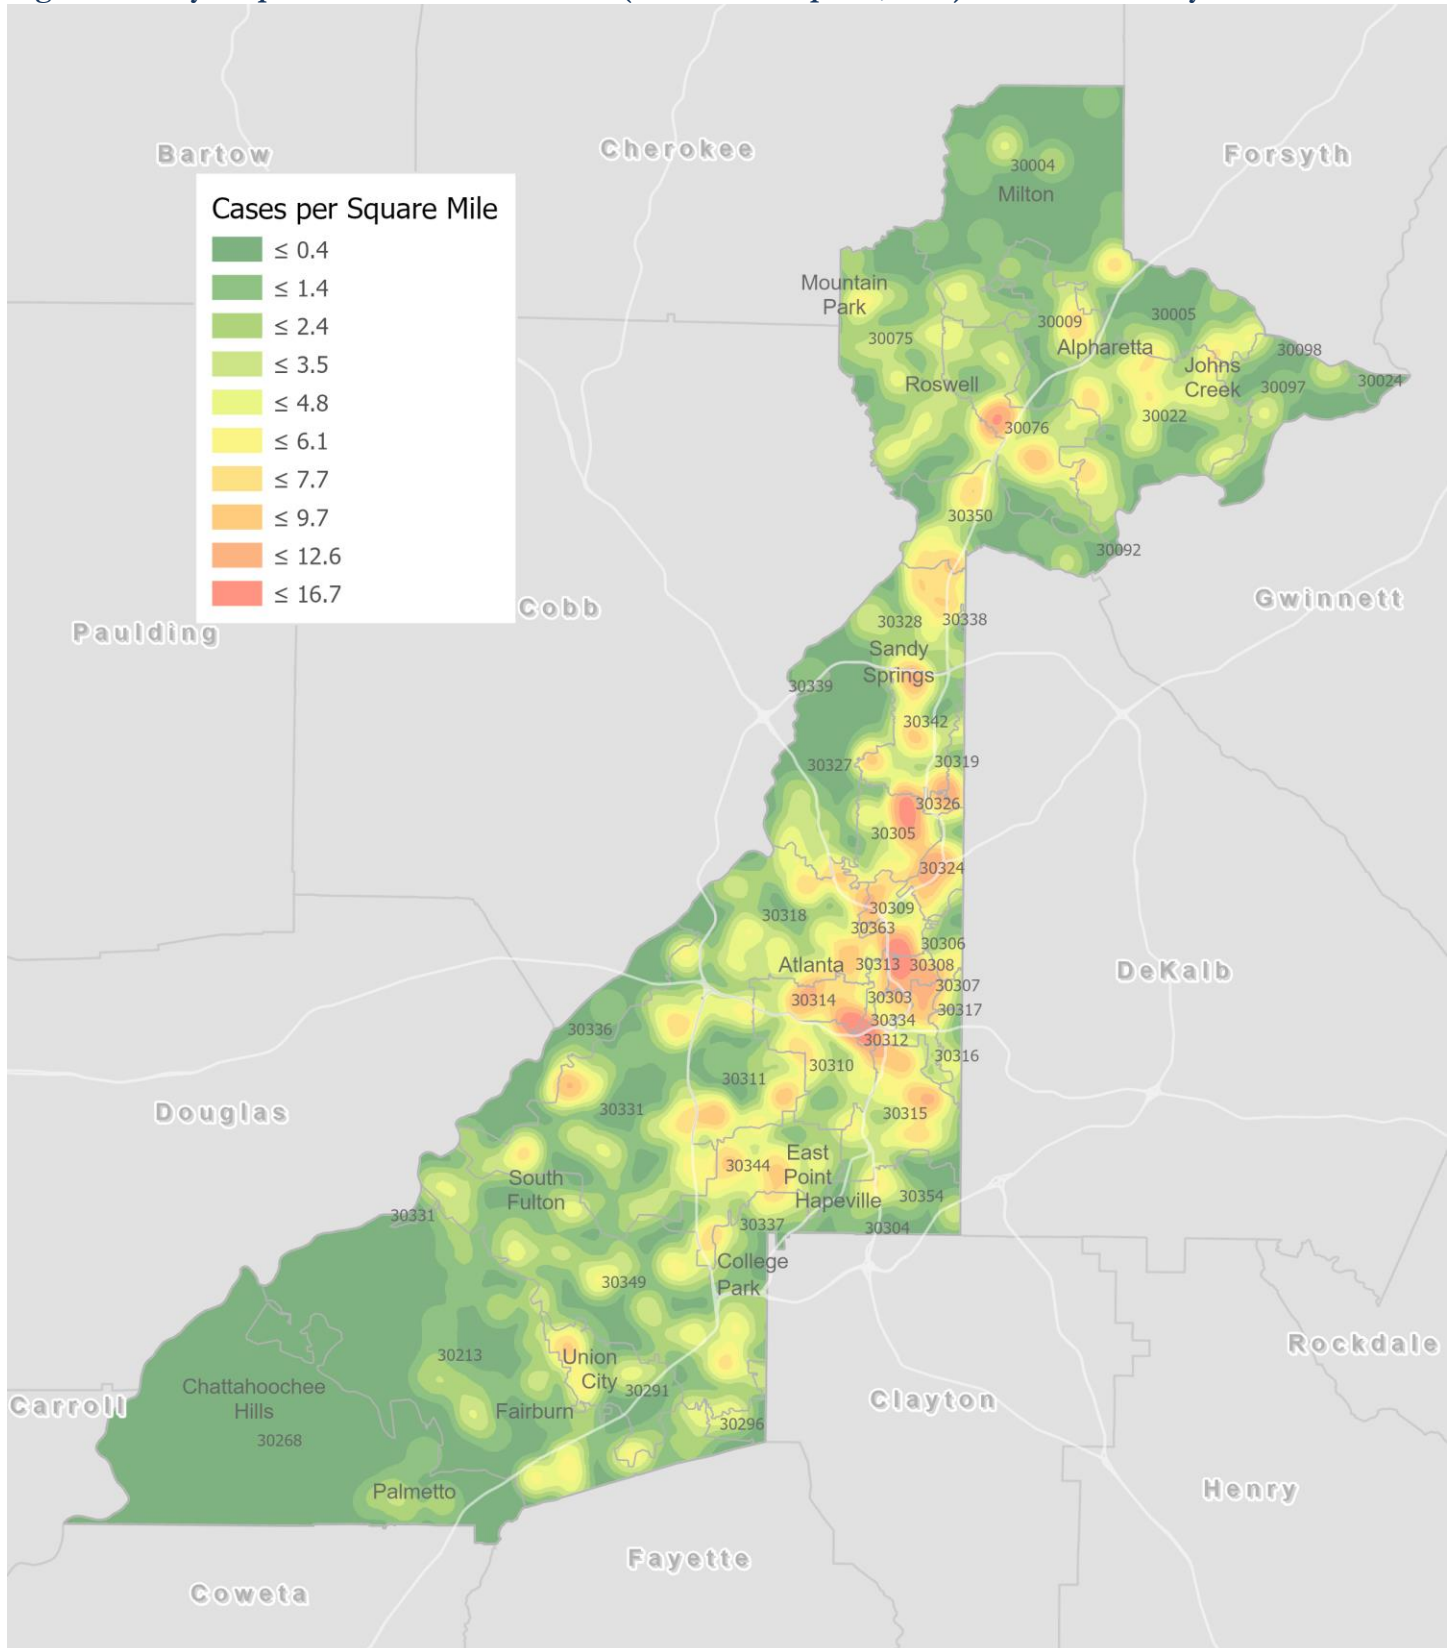 Bartow
Cherokee
Forsyth
30004
Milton
Cases per Square Mile
≤ 0.4
≤ 1.4
≤ 2.4
≤ 3.5
≤ 4.8
≤ 6.1
≤ 7.7
≤ 9.7
≤ 12.6
≤ 16.7
Mountain
Park
30075
30009
30005
Alpharetta
30098
Johns
Creek
30097
30024
Roswell
30022
30076
30350
30092
Paulding
Cobb
Gwinnett
30328
30338
Sandy
Springs
30339
30342
30327
30319
30326
30305
30324
30309
30318
30363
30306
Atlanta
30313
30308
DeKalb
30307
30314
30303
30317
30334
30336
30312
30316
30310
30311
Douglas
30331
30315
East
Point
30344
South
Fulton
Hapeville
30354
30331
30337
30304
College
Park
30349
Rockdale
30213
Union
City
30291
Chattahoochee
Hills
Carroll
Clayton
Fairburn
30296
30268
Palmetto
Henry
Fayette
Coweta